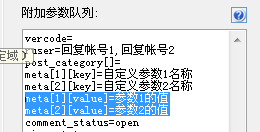 附加参数队列:
vercode=
ruser=回复帐号1,回复帐号2
定域)
post_category[]=
meta[1][key]=自定义参数1名称
meta[2][key]=自定义参数2名称
meta[1][value]=参数1的值
meta[2][value]=参数2的值
comment_status=open